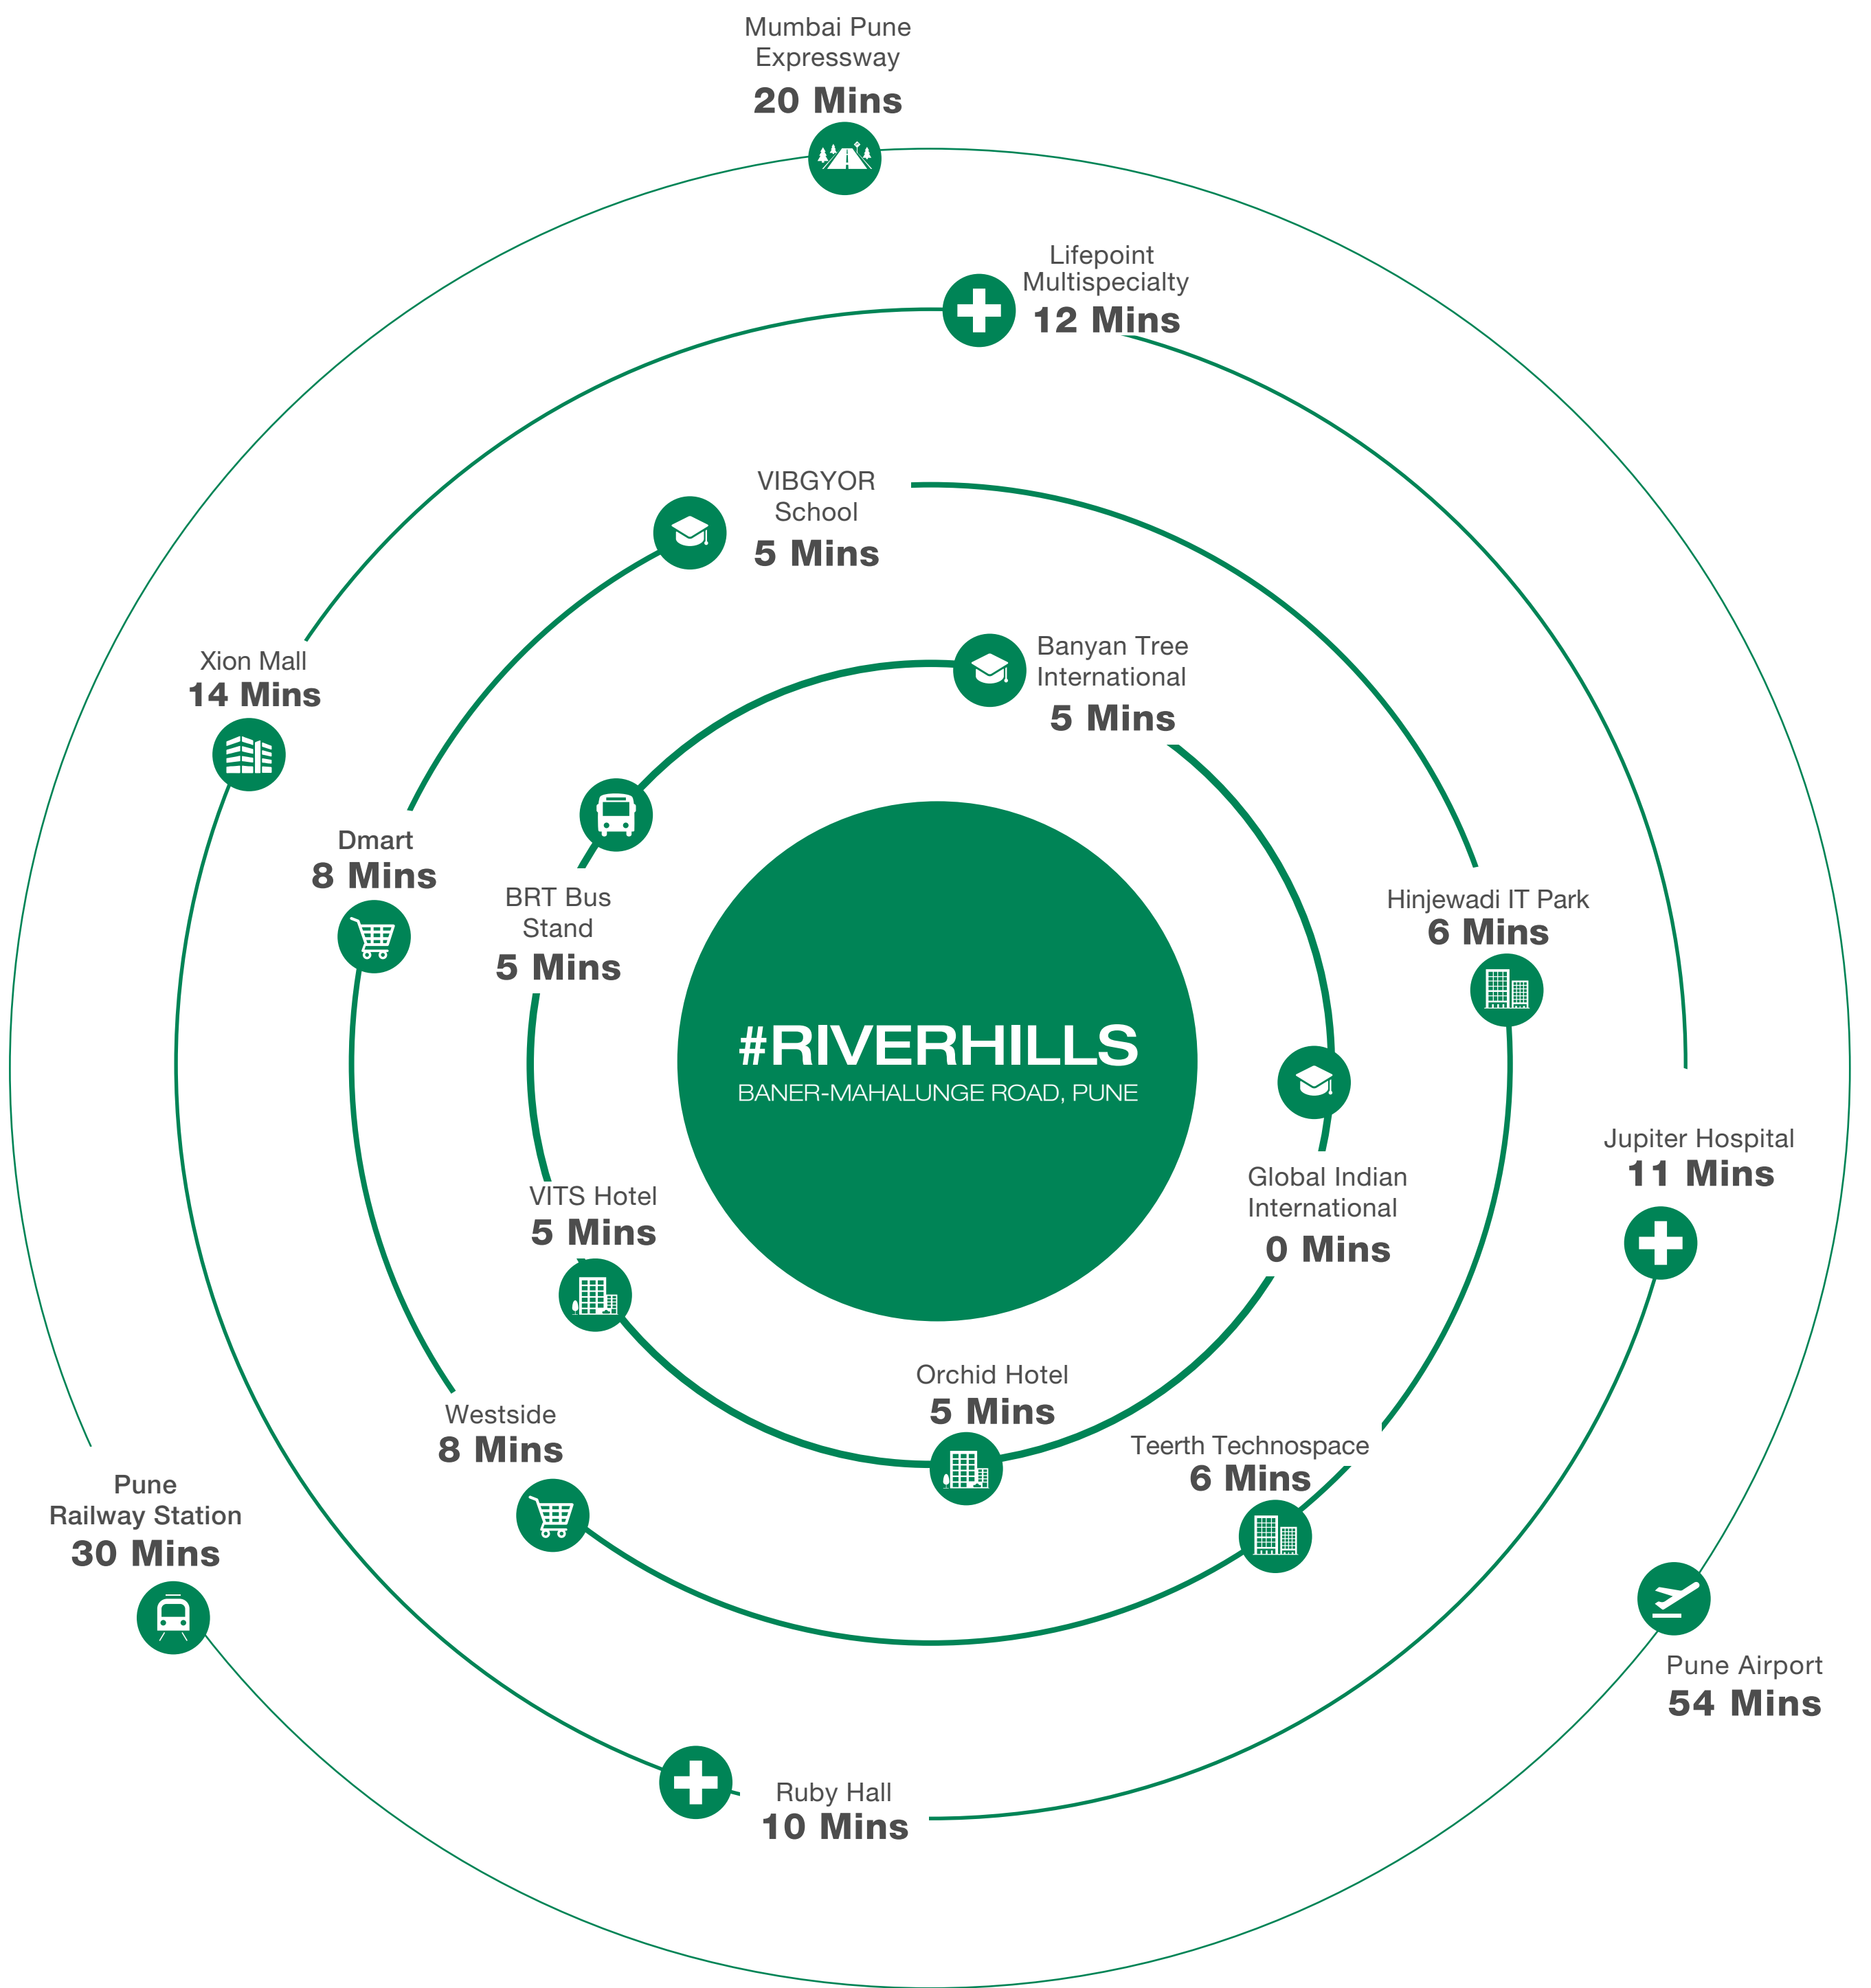 Mumbai Pune
Expressway
20 Mins
Lifepoint
Multispecialty
12 Mins
VIBGYOR
School
5 Mins
Banyan Tree
International
5 Mins
Xion Mall
14 Mins
Dmart
8 Mins
BRT Bus
Stand
5 Mins
Hinjewadi IT Park
6 Mins
#RIVERHILLS
BANER-MAHALUNGE ROAD, PUNE
Jupiter Hospital
11 Mins
Global Indian
International
0 Mins
VITS Hotel
5 Mins
Orchid Hotel
5 Mins
Westside
8 Mins
Teerth Technospace
6 Mins
Pune
Railway Station
30 Mins
Pune Airport
54 Mins
Ruby Hall
10 Mins